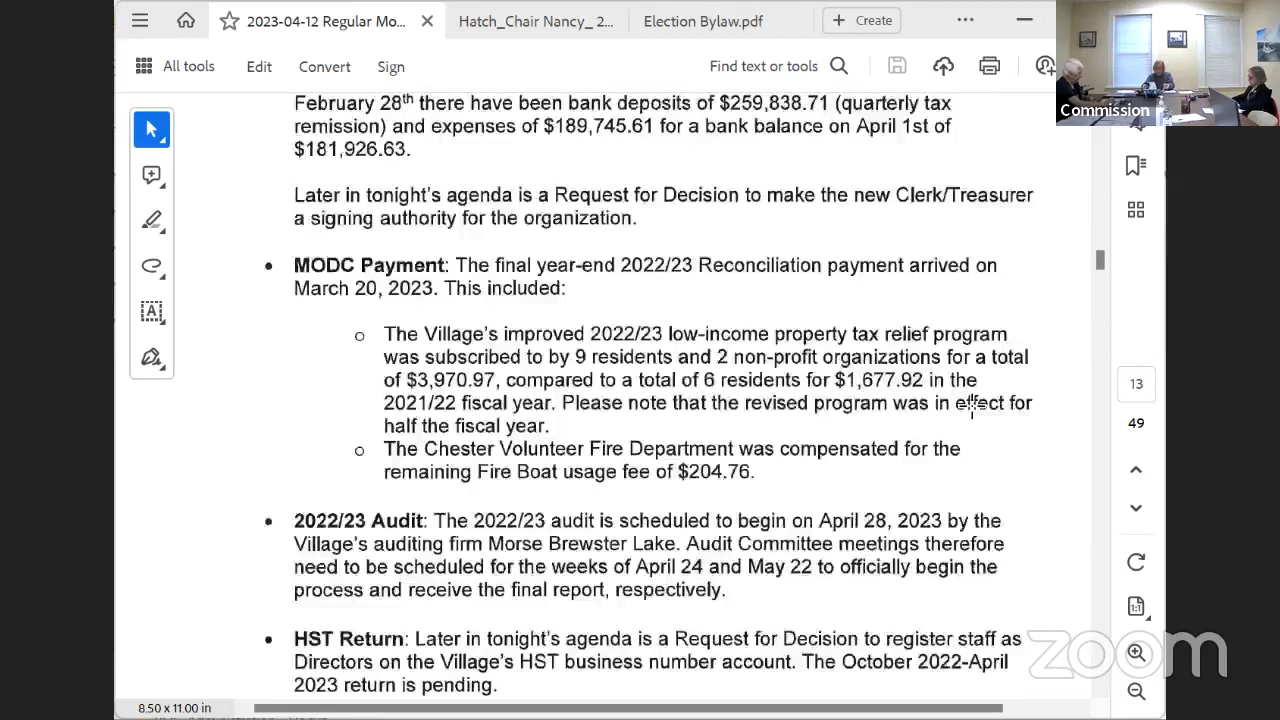 2023-04-12 Regular Mo...
Hatch_Chair Nancy_ 2...
Election Bylaw.pdf
Create
All tools
Edit
Convert
Sign
Find text or tools
Commission
February 28th there have been bank deposits of $259,838.71 (quarterly tax
remission) and expenses of $189,745.61 for a bank balance on April 1st of
$181,926.63.
Later in tonight's agenda is a Request for Decision to make the new Clerk/Treasurer
a signing authority for the organization.
• MODC Payment: The final year-end 2022/23 Reconciliation payment arrived on
March 20, 2023. This included:
o The Village's improved 2022/23 low-income property tax relief program
was subscribed to by 9 residents and 2 non-profit organizations for a total
of $3,970.97, compared to a total of 6 residents for $1,677.92 in the
2021/22 fiscal year. Please note that the revised program was in effect for
half the fiscal year.
o The Chester Volunteer Fire Department was compensated for the
remaining Fire Boat usage fee of $204.76.
• 2022/23 Audit: The 2022/23 audit is scheduled to begin on April 28, 2023 by the
Village's auditing firm Morse Brewster Lake. Audit Committee meetings therefore
need to be scheduled for the weeks of April 24 and May 22 to officially begin the
process and receive the final report, respectively.
• HST Return: Later in tonight's agenda is a Request for Decision to register staff as
Directors on the Village's HST business number account. The October 2022-April
2023 return is pending.
13
49
1:1
zoom
8.50 x 11.00 in